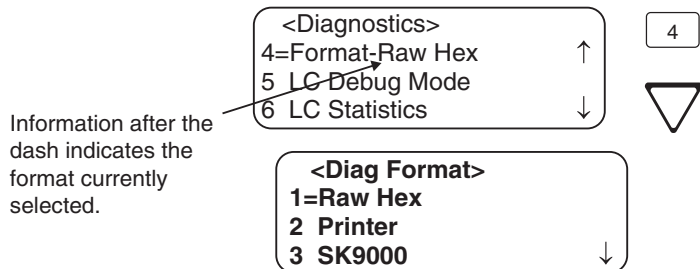 <Diagnostics>
4=Format-Raw Hex ↑
5 LC Debug Mode
6 LC Statistics ↓
4
Information after the
dash indicates the
format currently
selected.
<Diag Format>
1=Raw Hex
2 Printer
3 SK9000 ↓